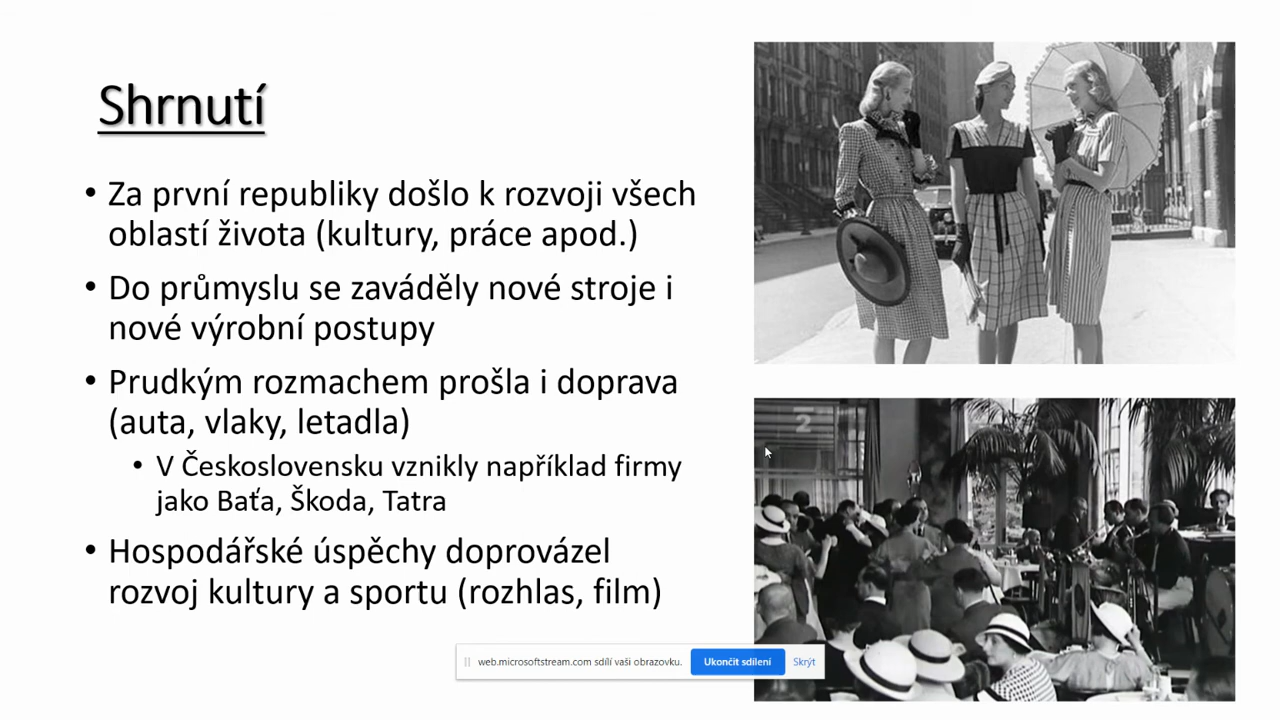 Shrnutí
• Za první republiky došlo k rozvoji všech
oblastí života (kultury, práce apod.)
• Do průmyslu se zaváděly nové stroje i
nové výrobní postupy
• Prudkým rozmachem prošla i doprava
(auta, vlaky, letadla)
• V Československu vznikly například firmy
jako Baťa, Škoda, Tatra
• Hospodářské úspěchy doprovázel
rozvoj kultury a sportu (rozhlas, film)
2
web.microsoftstream.com sdílí vaši obrazovku. Ukončit sdílení Skrýt